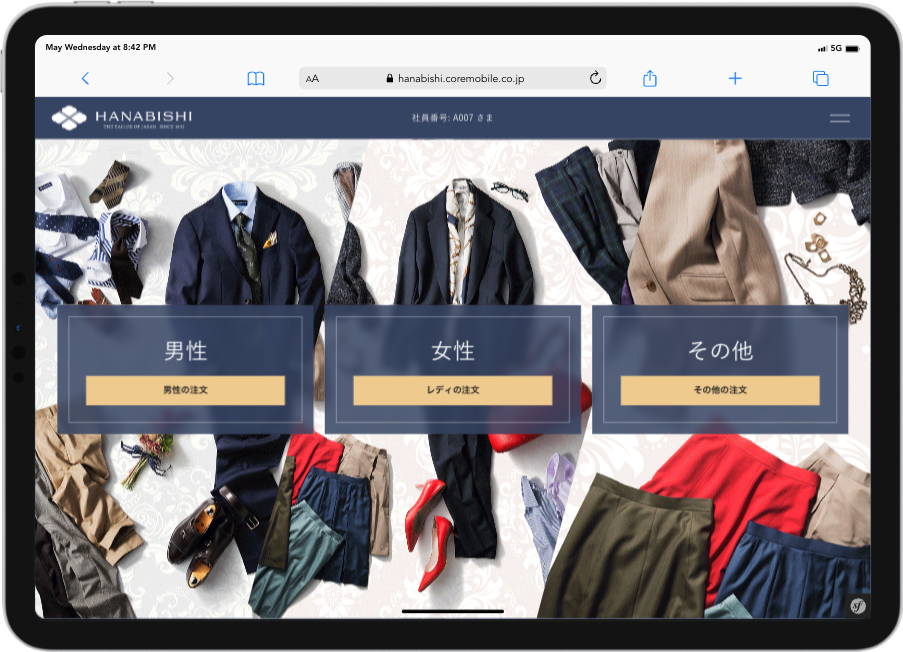 May Wednesday at 8:42 PM
5G
AA
hanabishi.coremobile.co.jp
HANABISHI
THE TAILOR OF JAPAN SINCE 1935
社員番号: A007 さま
男性
男性の注文
女性
レディの注文
その他
その他の注文
sf